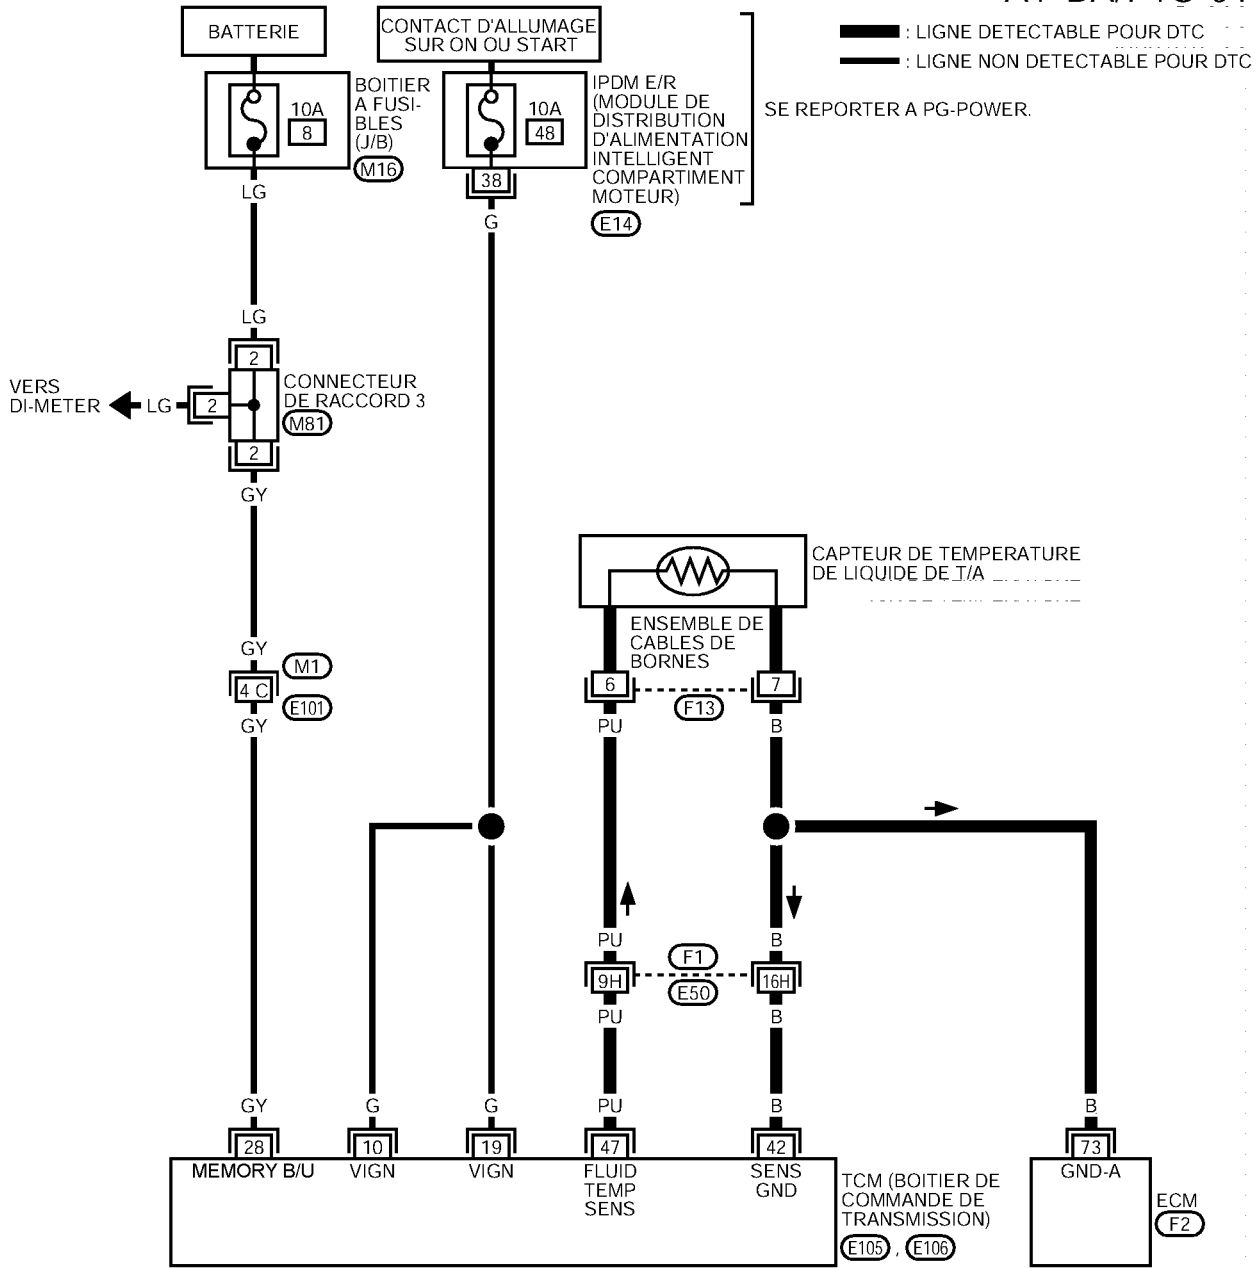 BATTERIE
CONTACT D'ALLUMAGE
SUR ON OU START
: LIGNE DETECTABLE POUR DTC
: LIGNE NON DETECTABLE POUR DTC
10A
8
BOITIER
A FUSI-
BLES
(J/B)
M16
10A
48
IPDM E/R
(MODULE DE
DISTRIBUTION
D'ALIMENTATION
INTELLIGENT
COMPARTIMENT
MOTEUR)
E14
SE REPORTER A PG-POWER.
38
LG
G
LG
2
VERS
DI-METER
LG
2
CONNECTEUR
DE RACCORD 3
M81
2
GY
CAPTEUR DE TEMPERATURE
DE LIQUIDE DE T/A
ENSEMBLE DE
CABLES DE
BORNES
GY
M1
4 C
E101
GY
6
7
F13
PU
B
PU
B
F1
9H
16H
E50
PU
B
GY
G
G
PU
B
B
28
10
19
47
42
73
MEMORY B/U
VIGN
VIGN
FLUID
TEMP
SENS
SENS
GND
GND-A
TCM (BOITIER DE
COMMANDE DE
TRANSMISSION)
E105 , E106
ECM
F2